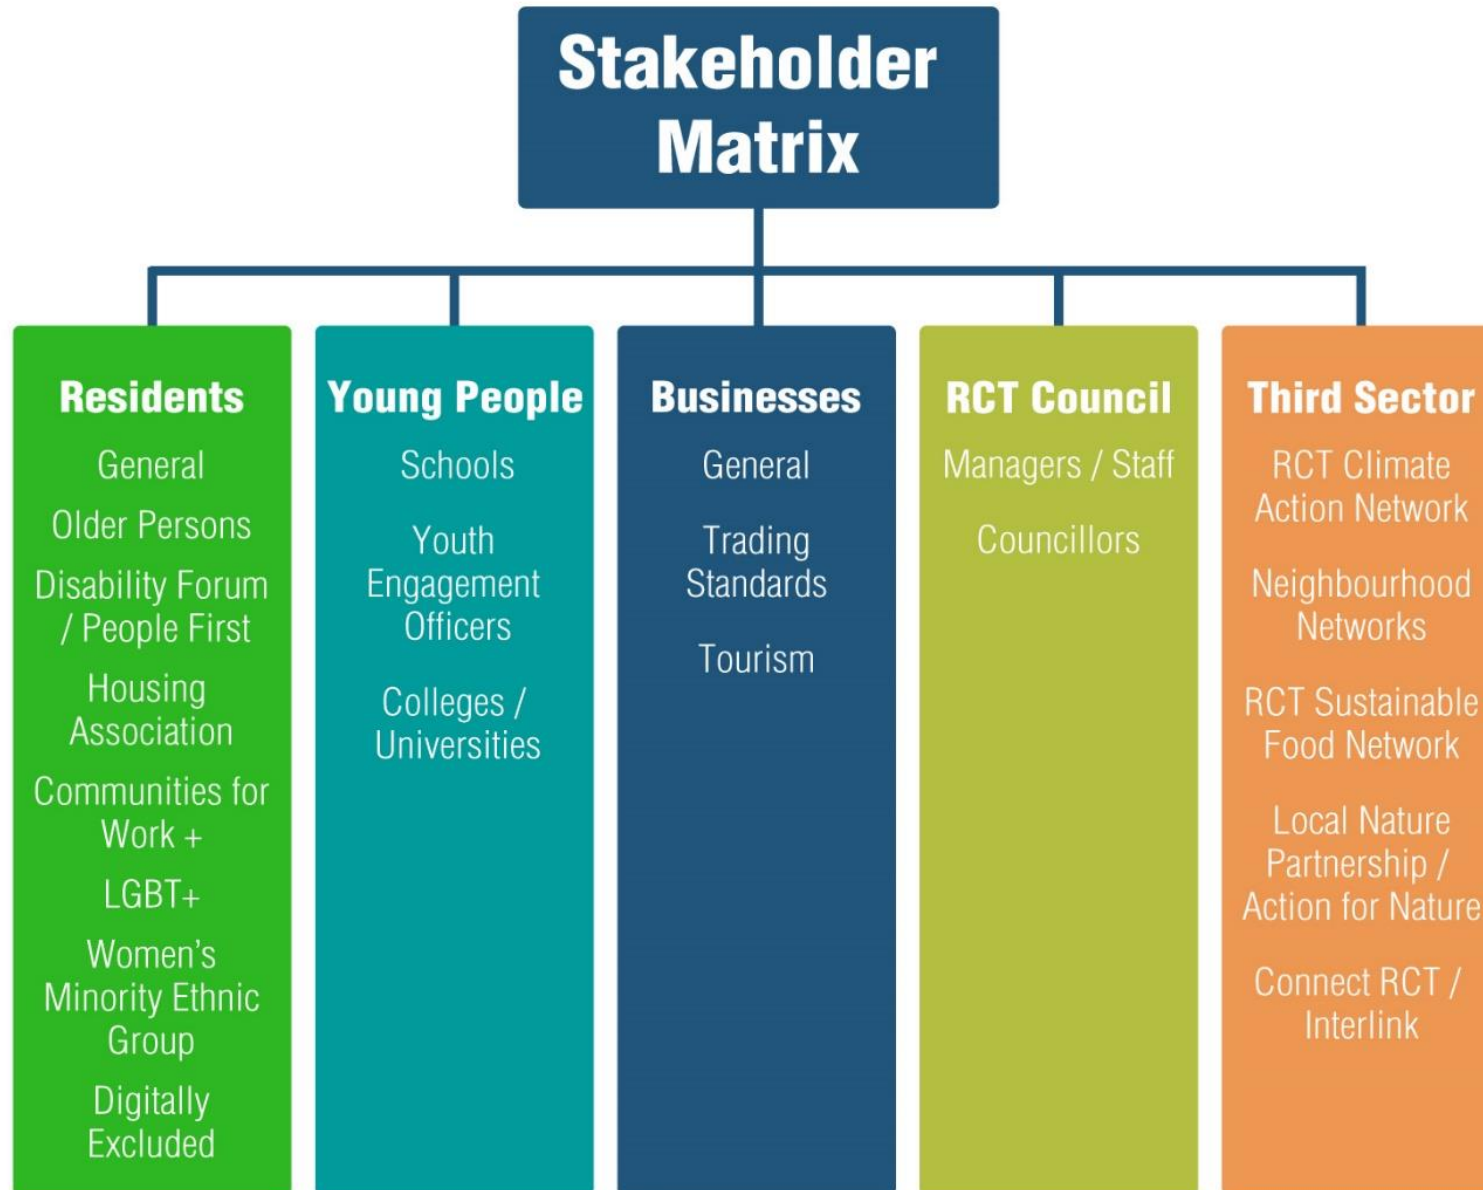 Stakeholder
Matrix
Residents
General
Older Persons
Disability Forum
/ People First
Housing
Association
Communities for
Work +
LGBT+
Women’s
Minority Ethnic
Group
Digitally
Excluded
Young People
Schools
Youth
Engagement
Officers
Colleges /
Universities
Businesses
General
Trading
Standards
Tourism
RCT Council
Managers / Staff
Councillors
Third Sector
RCT Climate
Action Network
Neighbourhood
Networks
RCT Sustainable
Food Network
Local Nature
Partnership /
Action for Nature
Connect RCT /
Interlink